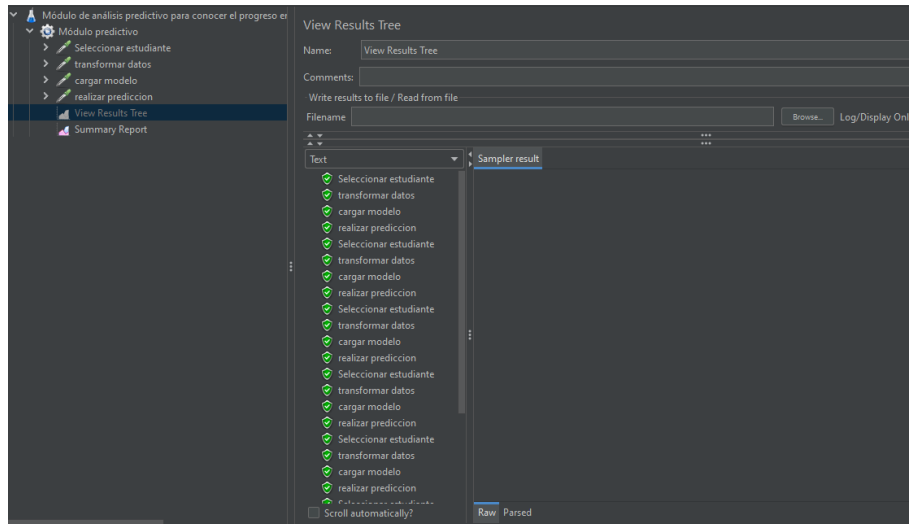 Módulo de análisis predictivo para conocer el progreso en
Módulo predictivo
Seleccionar estudiante
transformar datos
cargar modelo
realizar prediccion
View Results Tree
Summary Report
View Results Tree
Name: View Results Tree
Comments:
Write results to file / Read from file
Filename Browse... Log/Display Onl
Text
Sampler result
Seleccionar estudiante
transformar datos
cargar modelo
realizar prediccion
Seleccionar estudiante
transformar datos
cargar modelo
realizar prediccion
Seleccionar estudiante
transformar datos
cargar modelo
realizar prediccion
Seleccionar estudiante
transformar datos
cargar modelo
realizar prediccion
Seleccionar estudiante
transformar datos
cargar modelo
realizar prediccion
Seleccionar estudiante
Scroll automatically?
Raw Parsed